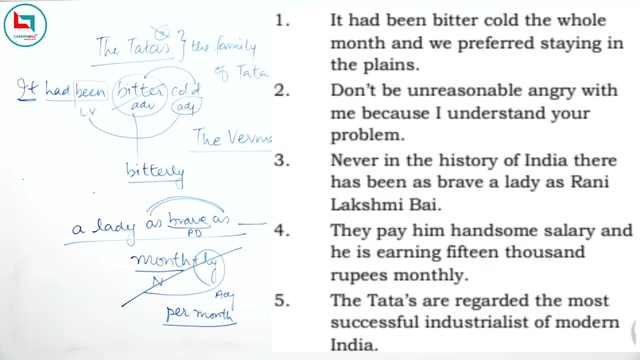 CAREERWILL
The Tatas } the family
of Tata
It had been bitter cold
LV adv adj
The Verma
bitterly
a lady as brave as
PD
month + ly
N
Adj
per month
1. It had been bitter cold the whole
month and we preferred staying in
the plains.
2. Don't be unreasonable angry with
me because I understand your
problem.
3. Never in the history of India there
has been as brave a lady as Rani
Lakshmi Bai.
4. They pay him handsome salary and
he is earning fifteen thousand
rupees monthly.
5. The Tata's are regarded the most
successful industrialist of modern
India.